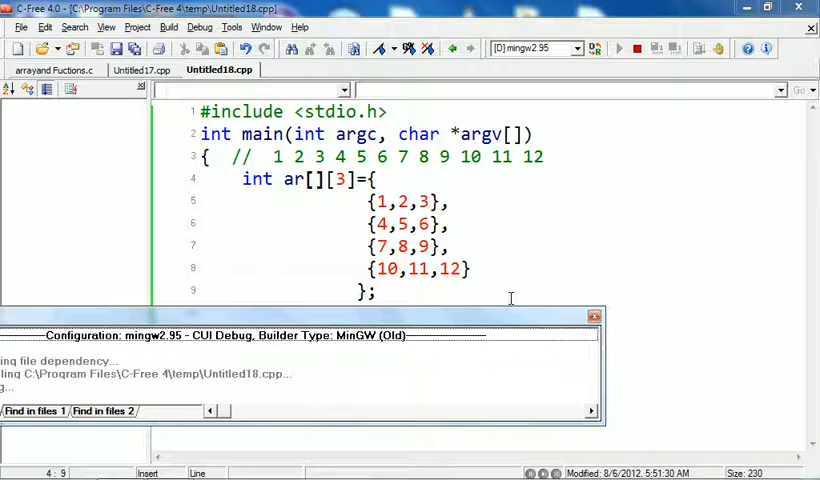 C-Free 4.0 - [C:\Program Files\C-Free 4\temp\Untitled18.cpp]
File Edit Search View Project Build Debug Tools Window Help
[D] mingw2.95
arrayand Fuctions.c Untitled17.cpp Untitled18.cpp
Go
1 #include <stdio.h>
2 int main(int argc, char *argv[])
3 { // 1 2 3 4 5 6 7 8 9 10 11 12
4 int ar[][3]={
5 {1,2,3},
6 {4,5,6},
7 {7,8,9},
8 {10,11,12}
9 };
Configuration: mingw2.95 - CUI Debug, Builder Type: MinGW (Old)
ing file dependency...
ling C:\Program Files\C-Free 4\temp\Untitled18.cpp...
g...
Find in files 1 Find in files 2
4 : 9 Insert Line Modified: 8/6/2012, 5:51:30 AM Size: 230